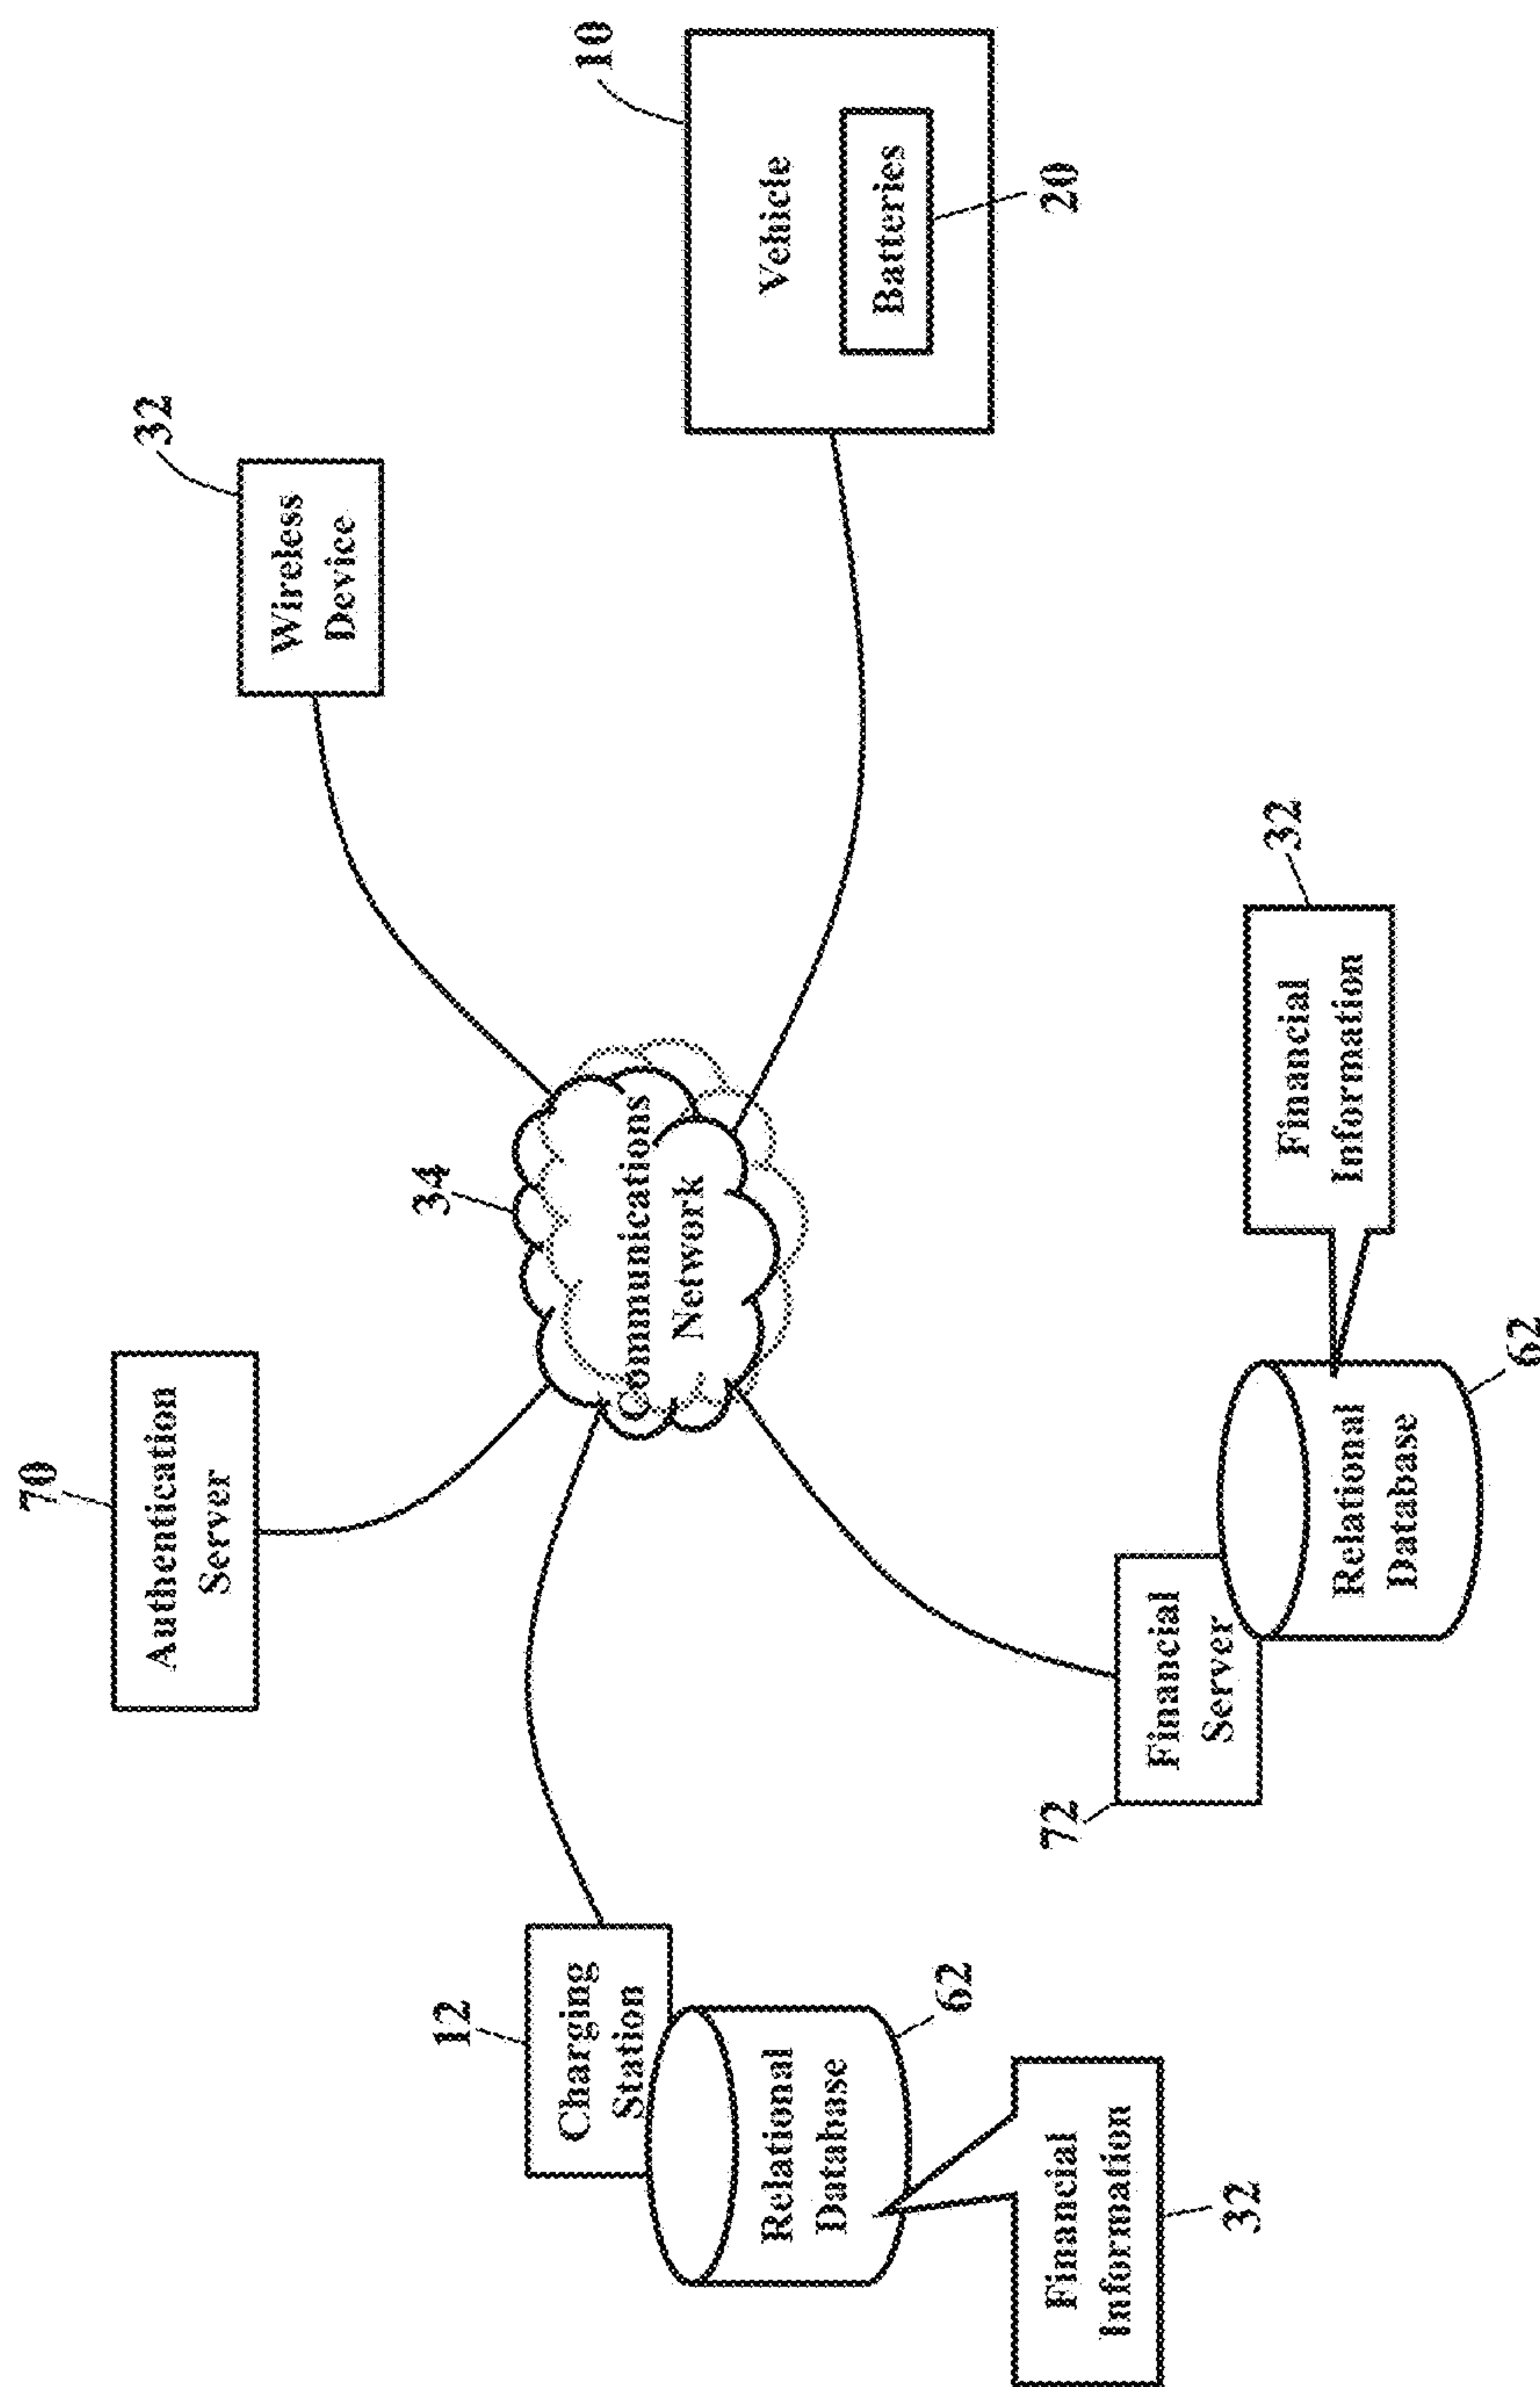 70
Authentication
Server
32
Wireless
Device
34
Communications
Network
10
Vehicle
Batteries
20
12
Charging
Station
Relational
Database
62
Financial
Information
32
72
Financial
Server
Relational
Database
62
Financial
Information
32